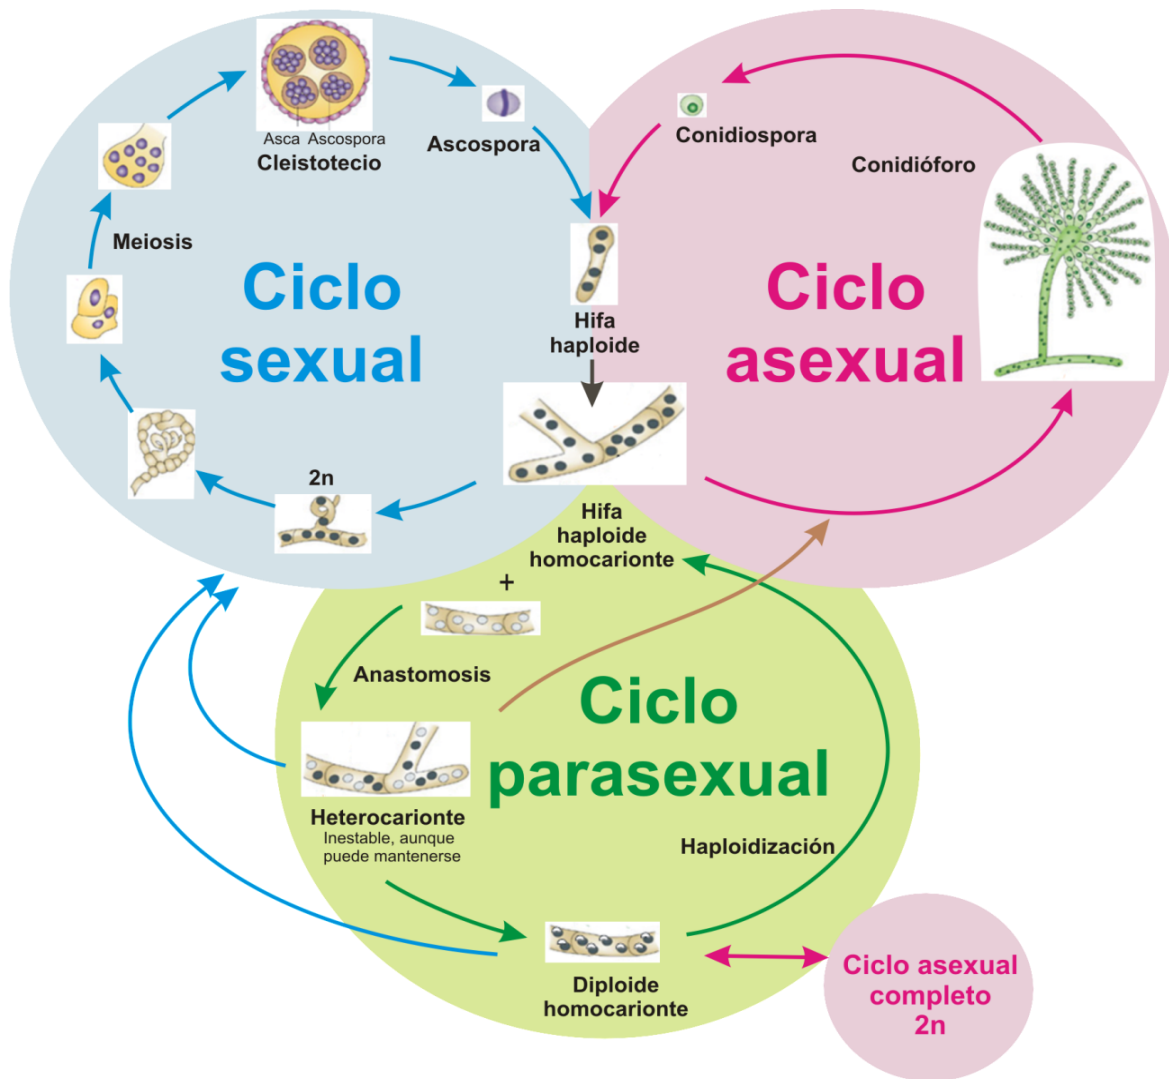 Asca Ascospora
Cleistotecio
Ascospora
Conidiospora
Conidióforo
Meiosis
Ciclo
sexual
Hifa
haploide
Ciclo
asexual
2n
Hifa
haploide
homocarionte
+
Anastomosis
Ciclo
parasexual
Heterocarionte
Inestable, aunque
puede mantenerse
Haploidización
Diploide
homocarionte
Ciclo asexual
completo
2n